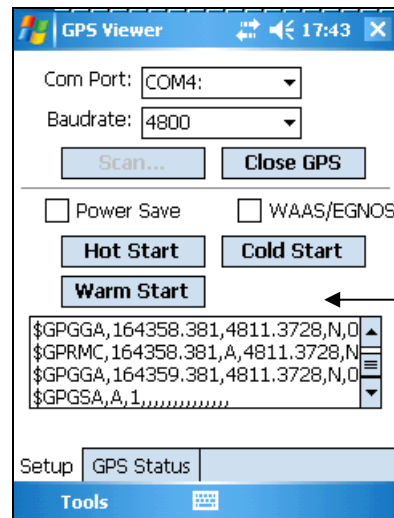 GPS Viewer 17:43
Com Port: COM4:
Baudrate: 4800
Scan... Close GPS
Power Save WAAS/EGNOS
Hot Start Cold Start
Warm Start
$GPGGA,164358.381,4811.3728,N,0
$GPRMC,164358.381,A,4811.3728,N
$GPGGA,164359.381,4811.3728,N,0
$GPGSA,A,1,,,,,,,,,,,,,,
Setup GPS Status
Tools